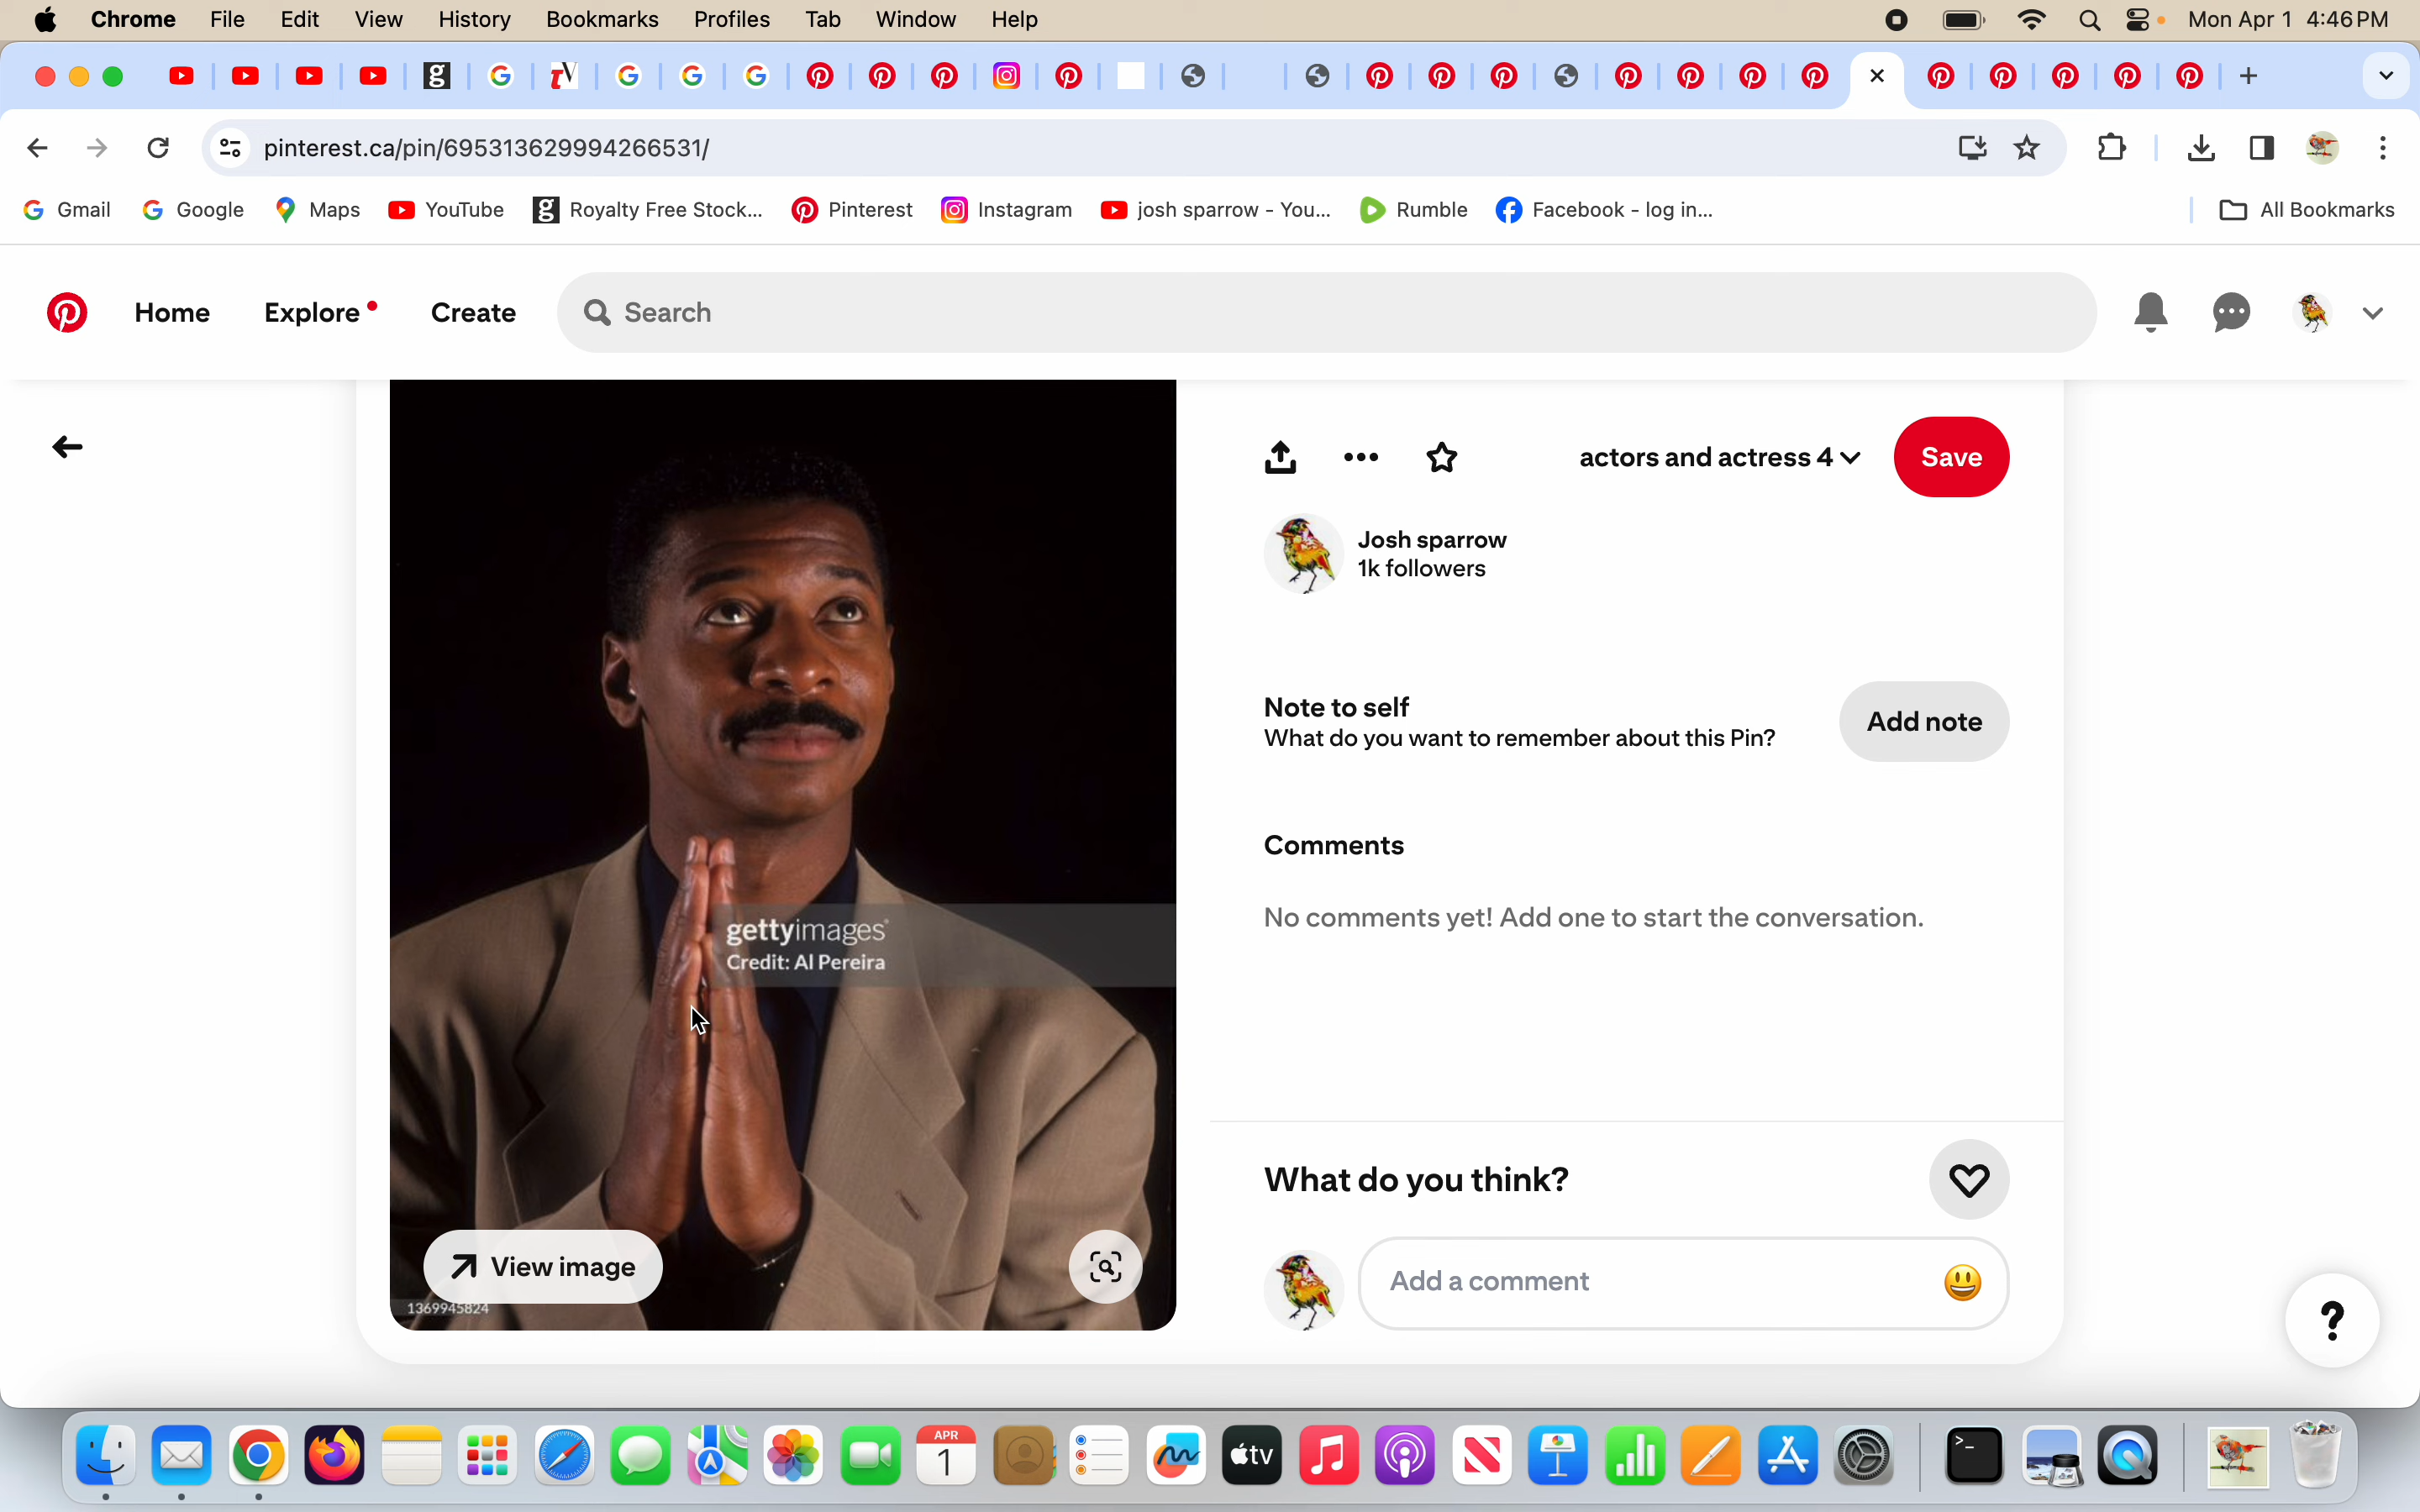 Chrome File Edit View History Bookmarks Profiles Tab Window Help Mon Apr 1 4:46 PM
pinterest.ca/pin/695313629994266531/
Gmail Google Maps YouTube Royalty Free Stock... Pinterest Instagram josh sparrow - You... Rumble Facebook - log in... All Bookmarks
Home Explore Create Search
actors and actress 4 Save
Josh sparrow
1k followers
Note to self
What do you want to remember about this Pin?
Add note
Comments
No comments yet! Add one to start the conversation.
gettyimages®
Credit: Al Pereira
What do you think?
View image
1369945824
Add a comment
?
APR
1
tv